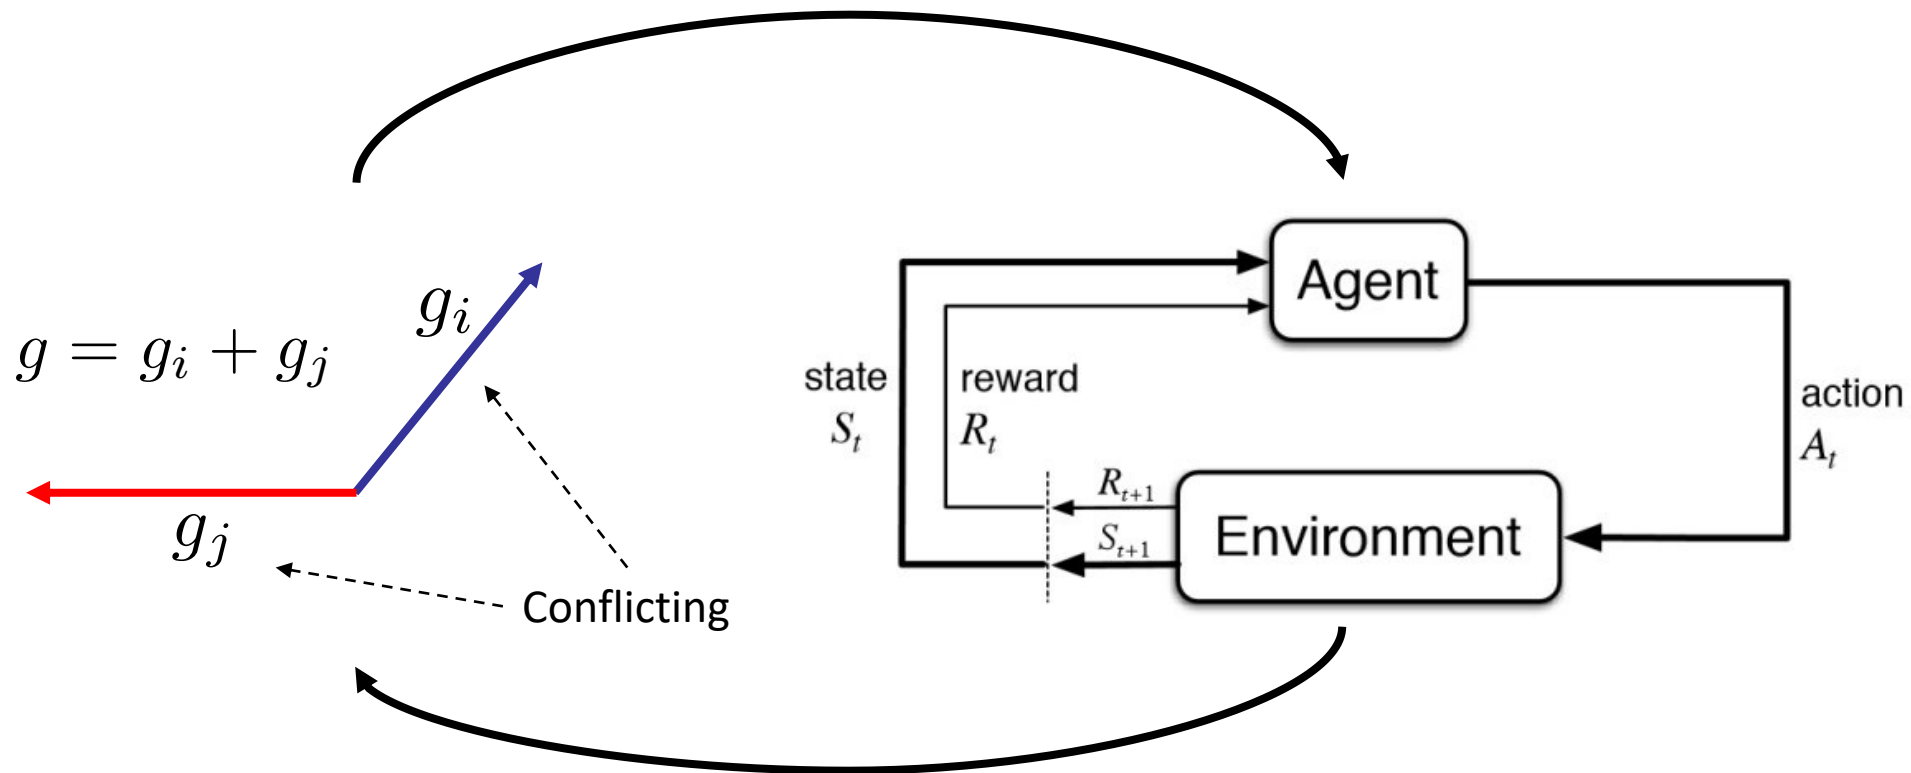 g = g_i + g_j
g_i
g_j
Conflicting
Agent
state
S_t
reward
R_t
action
A_t
R_{t+1}
S_{t+1}
Environment